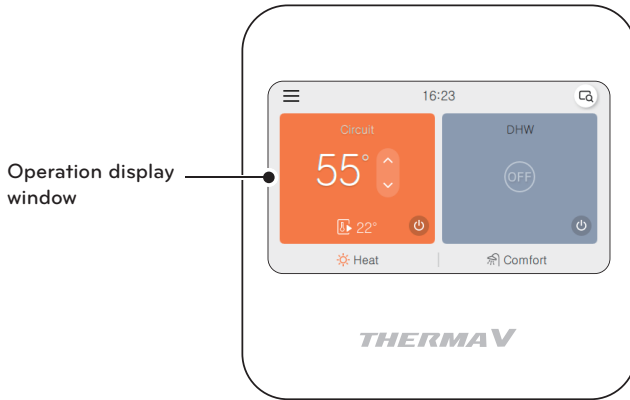 16:23
Circuit
DHW
55°
OFF
22°
Heat
Comfort
Operation display
window
THERMA V